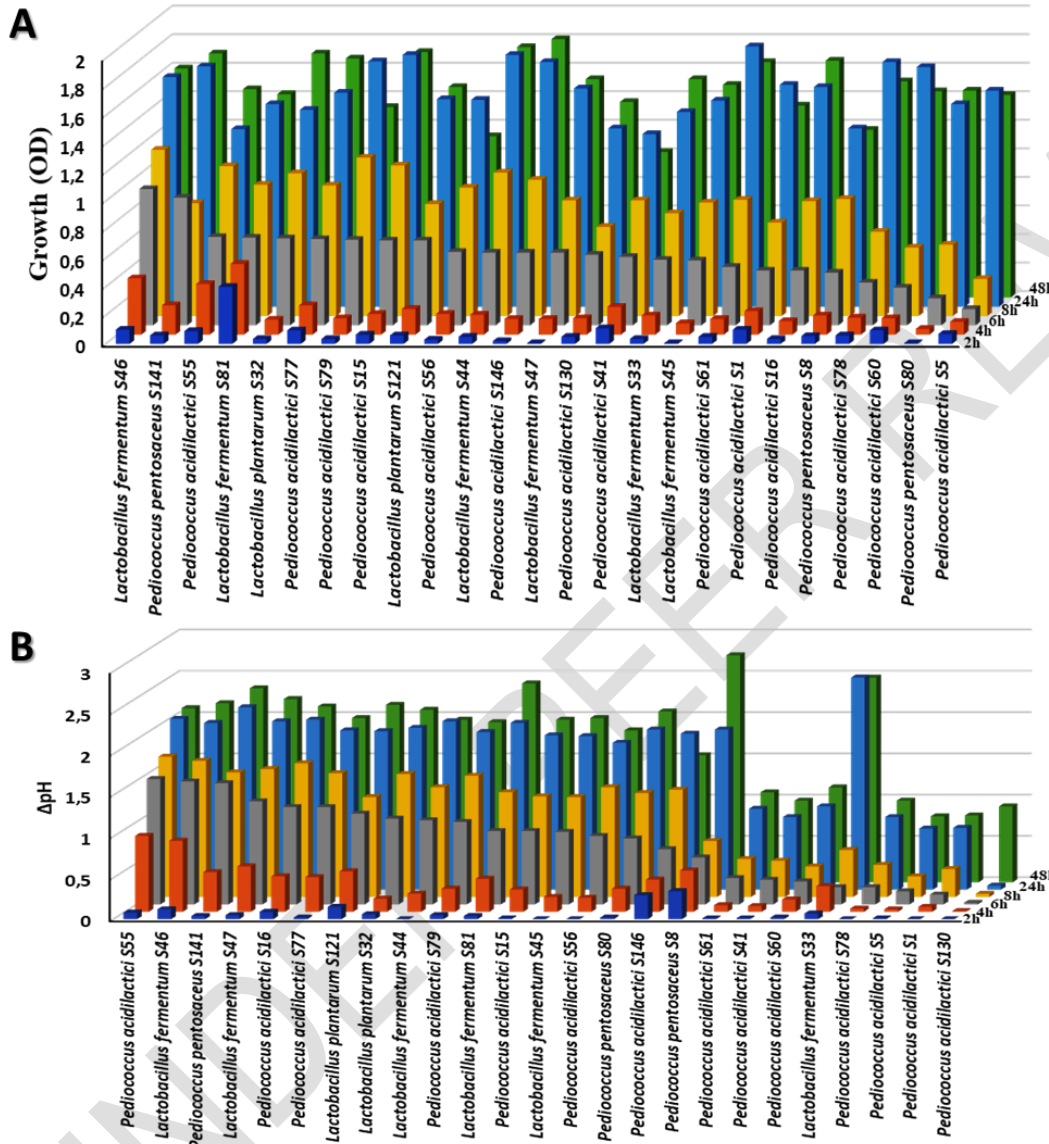 A
Growth (OD)
2
1,8
1,6
1,4
1,2
1
0,8
0,6
0,4
0,2
0
48h
24h
8h
6h
4h
2h
Lactobacillus fermentum S46
Pediococcus pentosaceus S141
Pediococcus acidilactici S55
Lactobacillus fermentum S81
Lactobacillus plantarum S32
Pediococcus acidilactici S77
Pediococcus acidilactici S79
Pediococcus acidilactici S15
Lactobacillus plantarum S121
Pediococcus acidilactici S56
Lactobacillus fermentum S44
Pediococcus acidilactici S146
Lactobacillus fermentum S47
Pediococcus acidilactici S130
Pediococcus acidilactici S41
Lactobacillus fermentum S33
Lactobacillus fermentum S45
Pediococcus acidilactici S61
Pediococcus acidilactici S1
Pediococcus acidilactici S16
Pediococcus pentosaceus S8
Pediococcus acidilactici S78
Pediococcus acidilactici S60
Pediococcus pentosaceus S80
Pediococcus acidilactici S5
B
ΔpH
3
2,5
2
1,5
1
0,5
0
48h
24h
8h
6h
4h
2h
Pediococcus acidilactici S55
Lactobacillus fermentum S46
Pediococcus pentosaceus S141
Lactobacillus fermentum S47
Pediococcus acidilactici S16
Pediococcus acidilactici S77
Lactobacillus plantarum S121
Lactobacillus plantarum S32
Lactobacillus fermentum S44
Pediococcus acidilactici S79
Lactobacillus fermentum S81
Pediococcus acidilactici S15
Lactobacillus fermentum S45
Pediococcus acidilactici S56
Pediococcus pentosaceus S80
Pediococcus acidilactici S146
Pediococcus pentosaceus S8
Pediococcus acidilactici S61
Pediococcus acidilactici S41
Pediococcus acidilactici S60
Lactobacillus fermentum S33
Pediococcus acidilactici S78
Pediococcus acidilactici S5
Pediococcus acidilactici S1
Pediococcus acidilactici S130
PEER